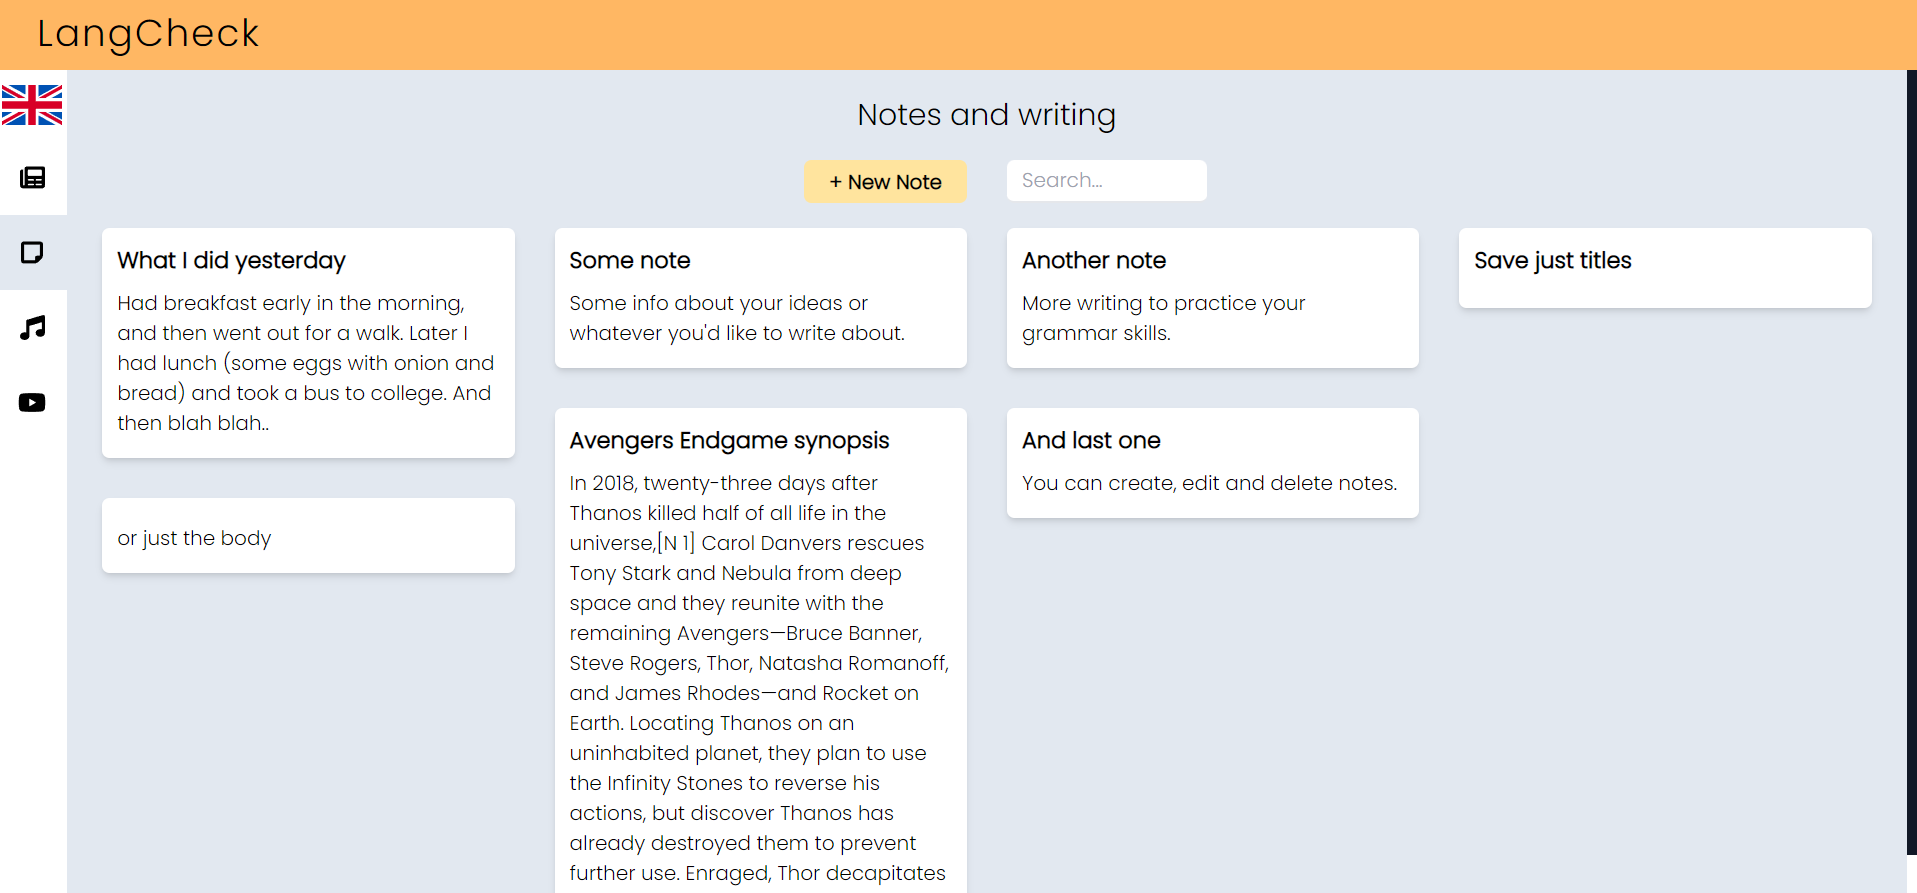 LangCheck
Notes and writing
+ New Note
Search...
What I did yesterday
Had breakfast early in the morning,
and then went out for a walk. Later I
had lunch (some eggs with onion and
bread) and took a bus to college. And
then blah blah..
or just the body
Some note
Some info about your ideas or
whatever you'd like to write about.
Avengers Endgame synopsis
In 2018, twenty-three days after
Thanos killed half of all life in the
universe,[N 1] Carol Danvers rescues
Tony Stark and Nebula from deep
space and they reunite with the
remaining Avengers—Bruce Banner,
Steve Rogers, Thor, Natasha Romanoff,
and James Rhodes—and Rocket on
Earth. Locating Thanos on an
uninhabited planet, they plan to use
the Infinity Stones to reverse his
actions, but discover Thanos has
already destroyed them to prevent
further use. Enraged, Thor decapitates
Another note
More writing to practice your
grammar skills.
And last one
You can create, edit and delete notes.
Save just titles